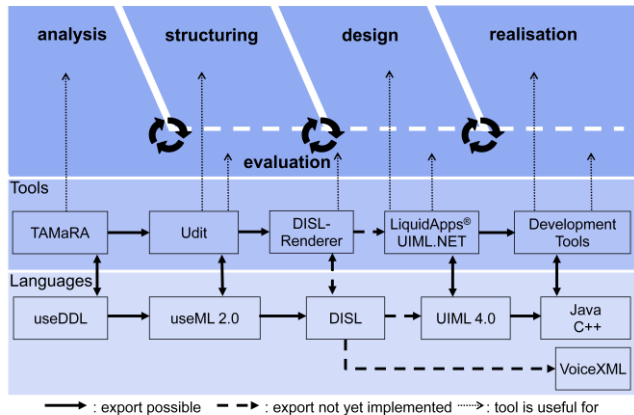 analysis structuring design realisation
evaluation
Tools
TAMaRA
Udit
DISL-
Renderer
LiquidApps®
UIML.NET
Development
Tools
Languages
useDDL
useML 2.0
DISL
UIML 4.0
Java
C++
VoiceXML
: export possible : export not yet implemented : tool is useful for